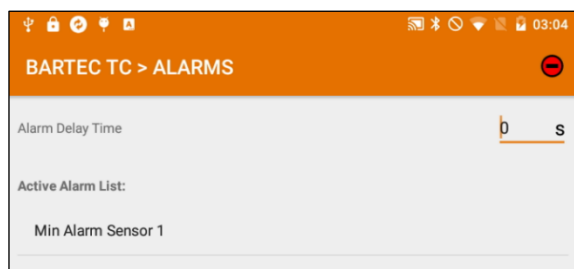 03:04
BARTEC TC > ALARMS
Alarm Delay Time 0 s
Active Alarm List:
Min Alarm Sensor 1